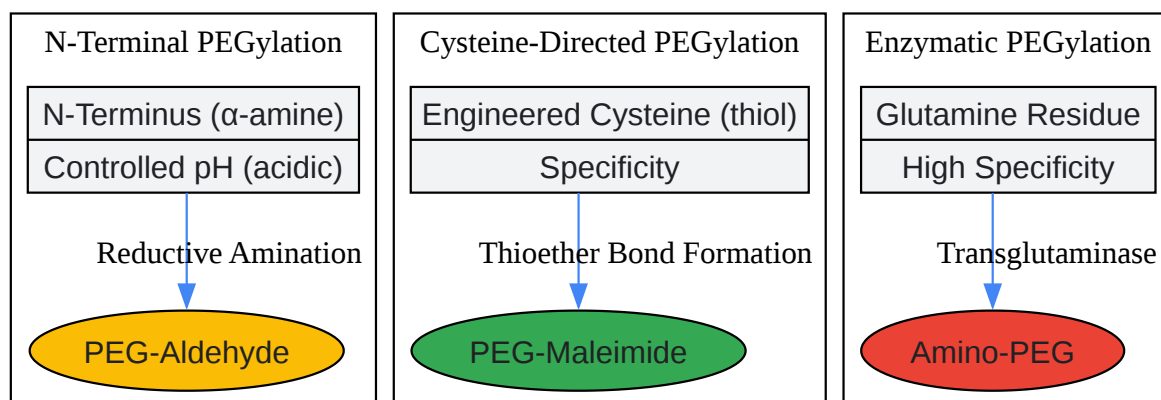 N-Terminal PEGylation
N-Terminus (α-amine)
Controlled pH (acidic)
Reductive Amination
PEG-Aldehyde
Cysteine-Directed PEGylation
Engineered Cysteine (thiol)
Specificity
Thioether Bond Formation
PEG-Maleimide
Enzymatic PEGylation
Glutamine Residue
High Specificity
Transglutaminase
Amino-PEG